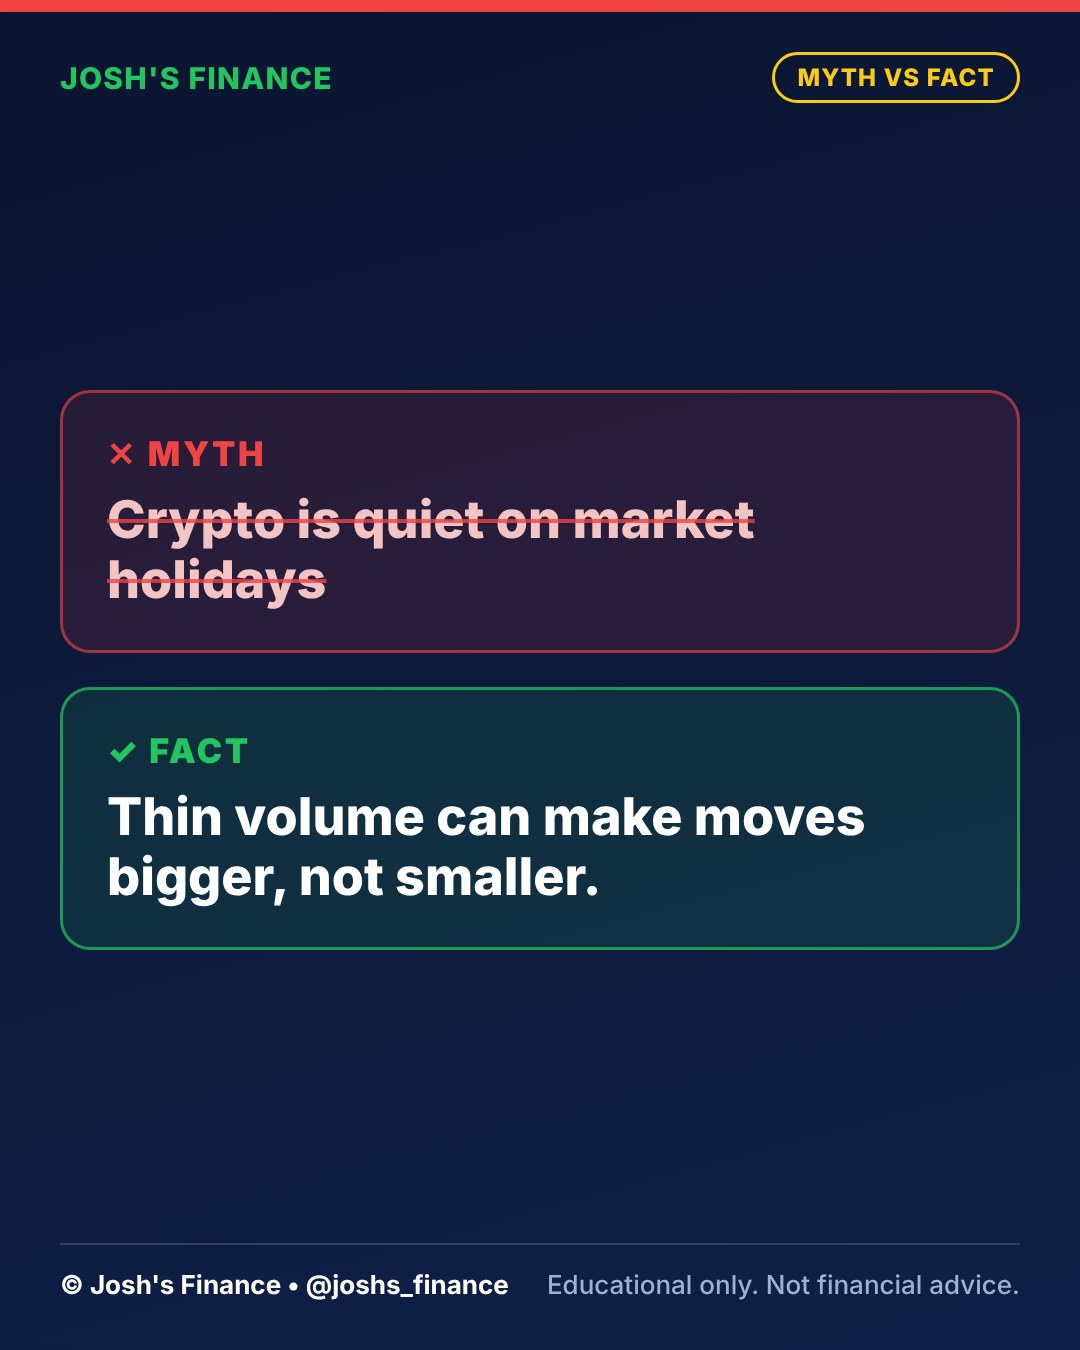 JOSH'S FINANCE
MYTH VS FACT
✕ MYTH
Crypto is quiet on market
holidays
✓ FACT
Thin volume can make moves
bigger, not smaller.
© Josh's Finance • @joshs_finance
Educational only. Not financial advice.